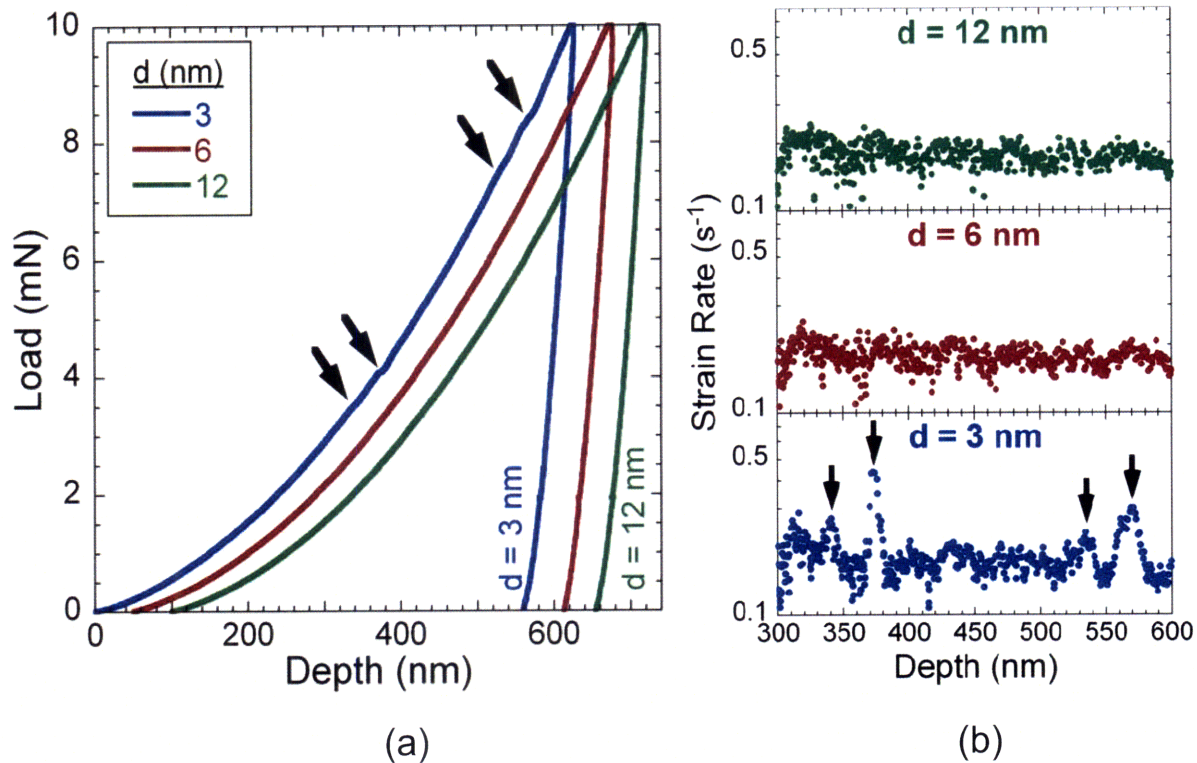 10
8
6
4
2
0
Load (mN)
d (nm)
3
6
12
d = 3 nm
d = 12 nm
0
200
400
600
Depth (nm)
(a)
d = 12 nm
0.5
0.1
d = 6 nm
0.5
0.1
d = 3 nm
0.5
0.1
Strain Rate (s⁻¹)
300
350
400
450
500
550
600
Depth (nm)
(b)